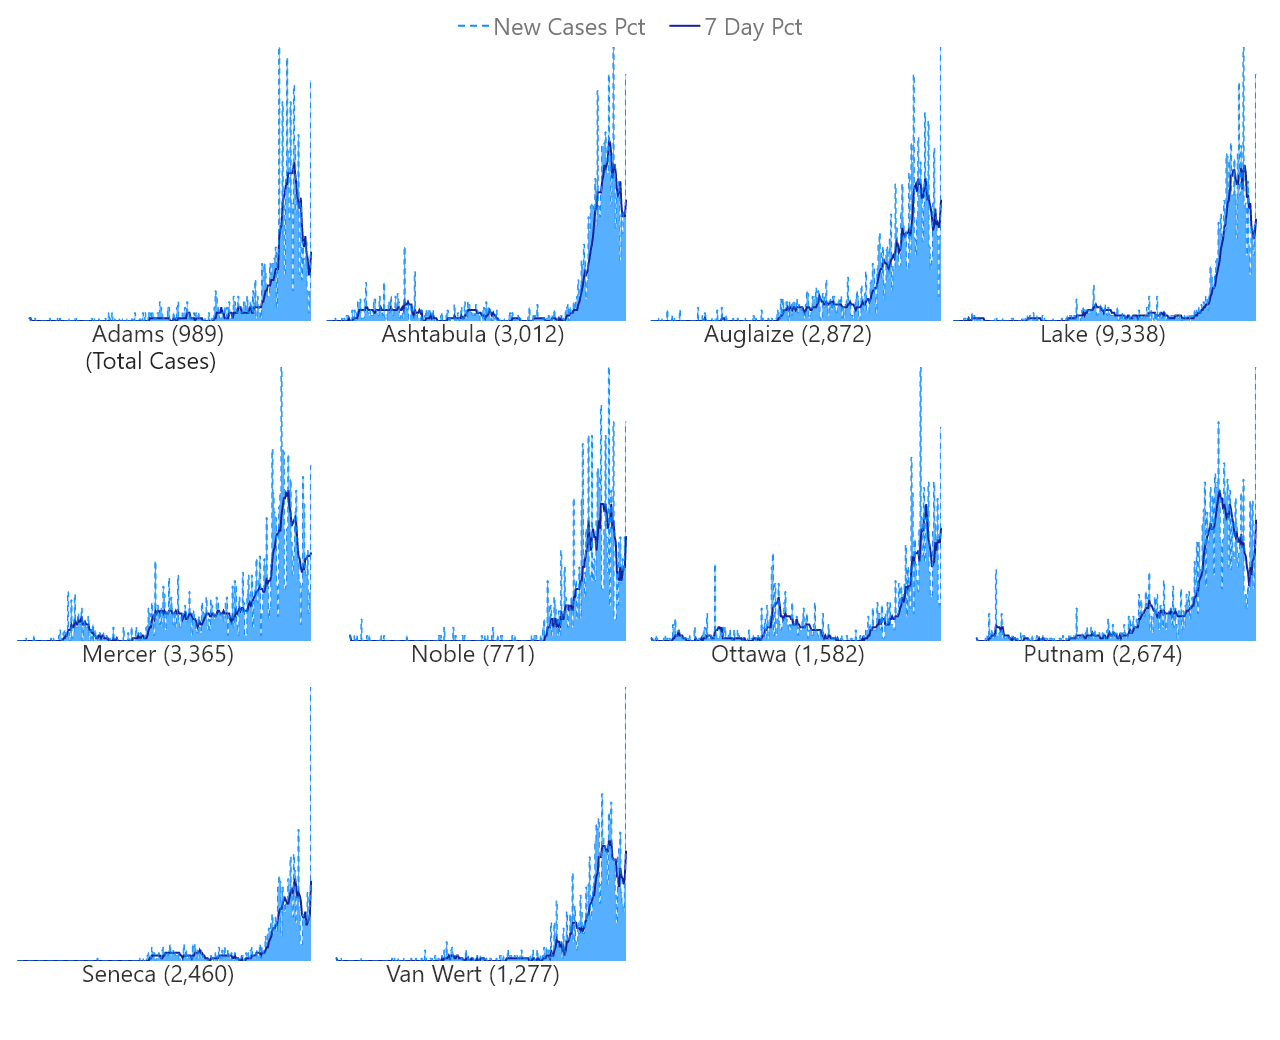 New Cases Pct 7 Day Pct
Adams (989)
(Total Cases)
Ashtabula (3,012)
Auglaize (2,872)
Lake (9,338)
Mercer (3,365)
Noble (771)
Ottawa (1,582)
Putnam (2,674)
Seneca (2,460)
Van Wert (1,277)